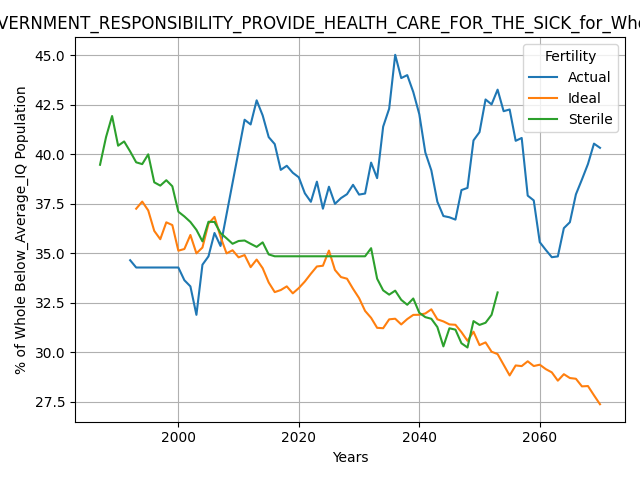 VERNMENT_RESPONSIBILITY_PROVIDE_HEALTH_CARE_FOR_THE_SICK_for_Who
45.0
42.5
40.0
37.5
35.0
32.5
30.0
27.5
% of Whole Below_Average_IQ Population
Fertility
Actual
Ideal
Sterile
2000
2020
2040
2060
Years